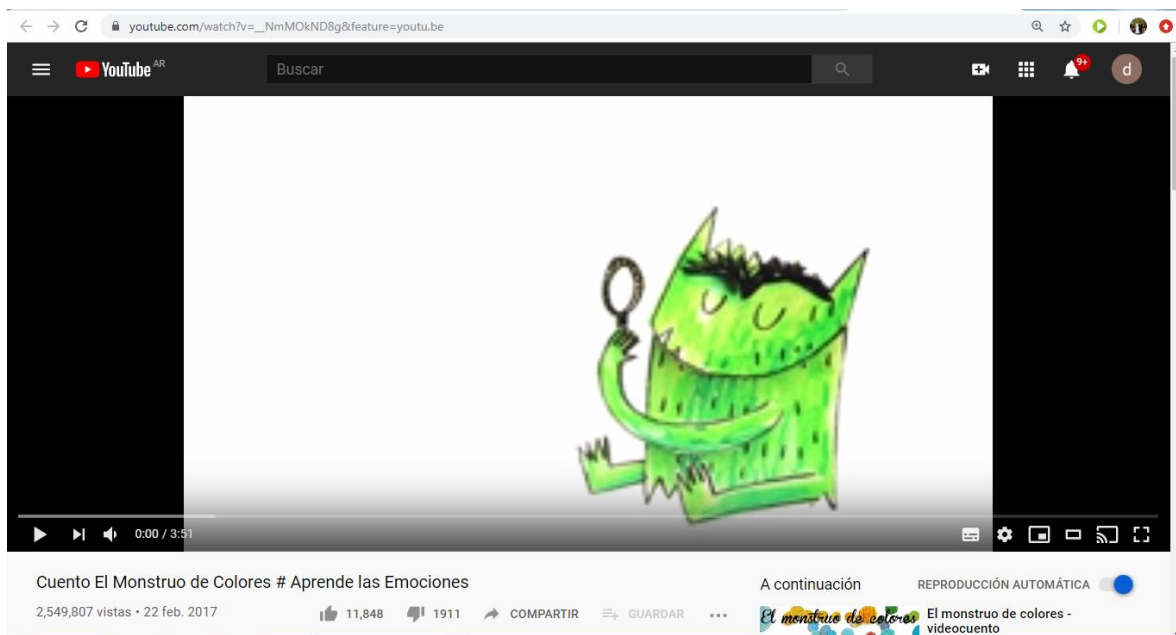 youtube.com/watch?v=__NmMOkND8g&feature=youtu.be
YouTube AR
Buscar
9+
d
0:00 / 3:51
Cuento El Monstruo de Colores # Aprende las Emociones
2,549,807 vistas • 22 feb. 2017
11,848
1911
COMPARTIR
GUARDAR
A continuación
REPRODUCCIÓN AUTOMÁTICA
El monstruo de colores
El monstruo de colores -
videocuento